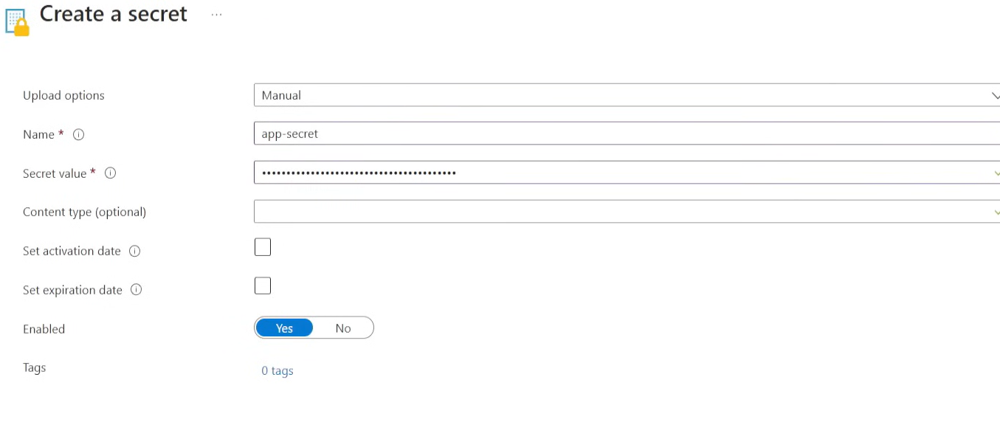 Create a secret ...
Upload options Manual
Name * app-secret
Secret value * ••••••••••••••••••••••••••••••••••••••••
Content type (optional)
Set activation date
Set expiration date
Enabled Yes No
Tags 0 tags